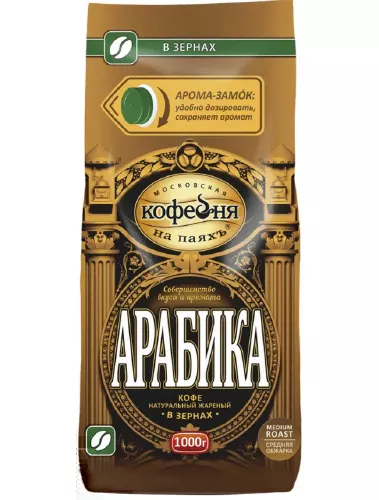 В ЗЕРНАХ
АРОМА-ЗАМОК:
удобно дозировать,
сохраняет аромат
МОСКОВСКАЯ
кофейня
НА ПАЯХЪ®
Совершенство
вкуса и аромата
АРАБИКА
КОФЕ
НАТУРАЛЬНЫЙ ЖАРЕНЫЙ
• В ЗЕРНАХ •
1000г
MEDIUM
ROAST
СРЕДНЯЯ
ОБЖАРКА